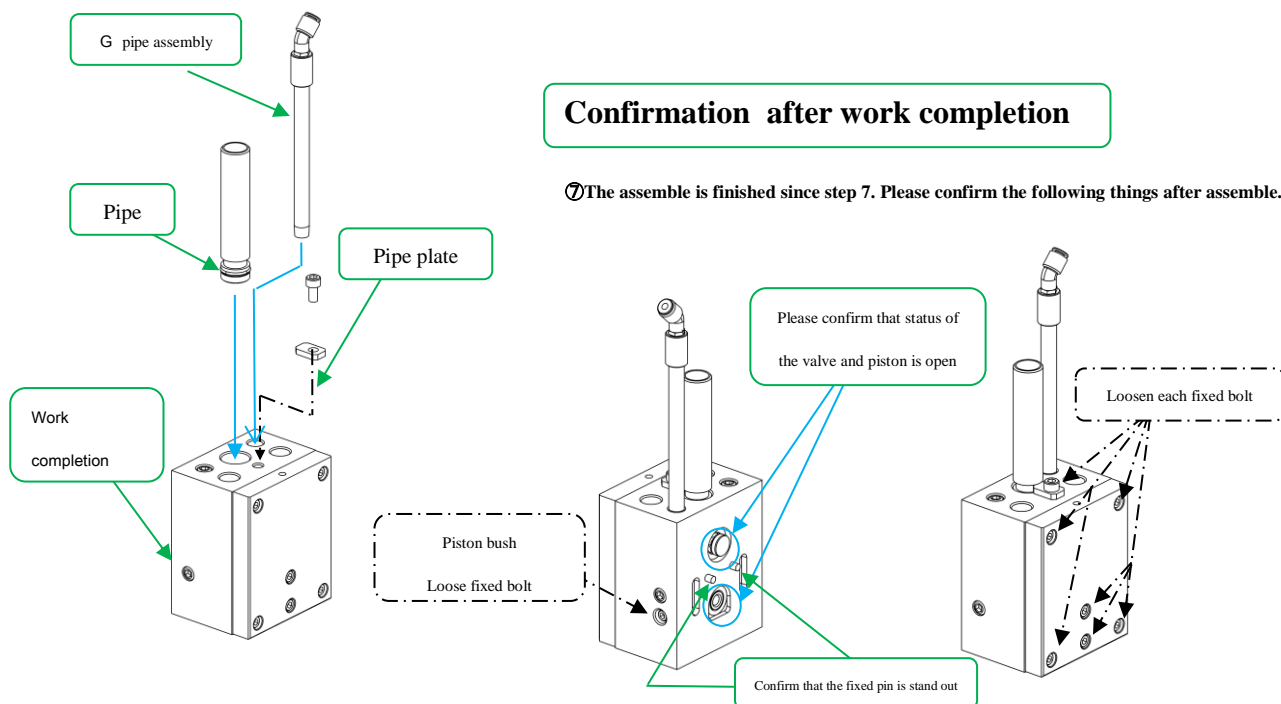 G pipe assembly
Confirmation after work completion
⑦The assemble is finished since step 7. Please confirm the following things after assemble.
Pipe
Pipe plate
Please confirm that status of
the valve and piston is open
Loosen each fixed bolt
Work
completion
Piston bush
Loose fixed bolt
Confirm that the fixed pin is stand out